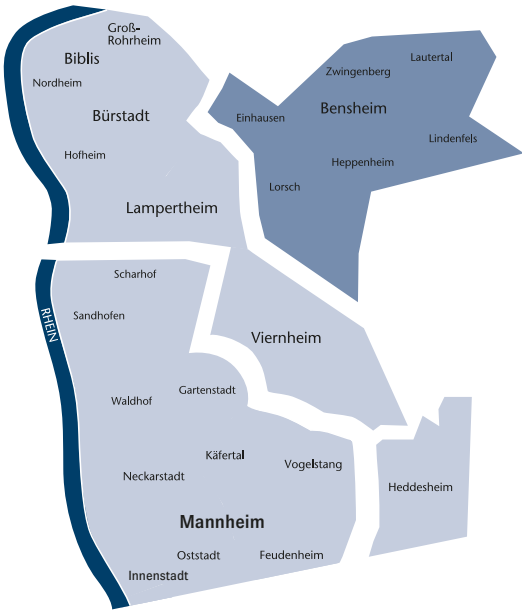 Groß-
Rohrheim
Biblis
Nordheim
Bürstadt
Hofheim
Lampertheim
Lautertal
Zwingenberg
Bensheim
Einhausen
Lindenfels
Heppenheim
Lorsch
Scharhof
Sandhofen
RHEIN
Viernheim
Gartenstadt
Waldhof
Käfertal
Vogelstang
Neckarstadt
Heddesheim
Mannheim
Oststadt
Feudenheim
Innenstadt